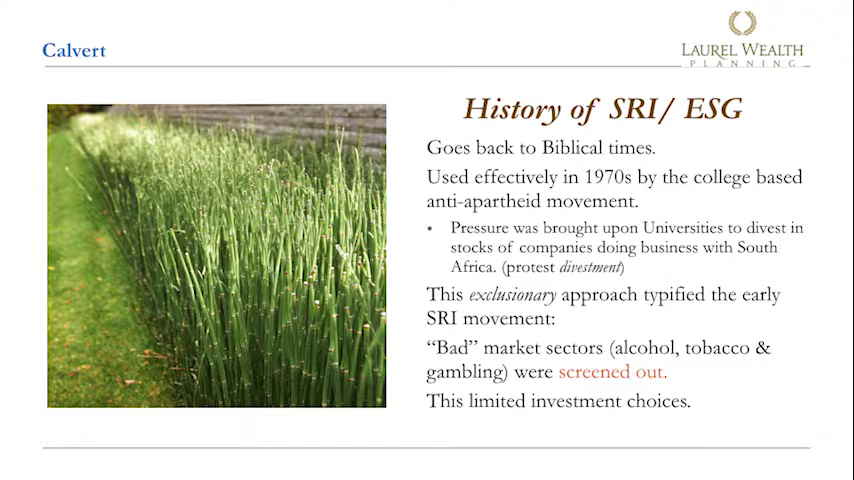 Calvert
LAUREL WEALTH
PLANNING
History of SRI/ ESG
Goes back to Biblical times.
Used effectively in 1970s by the college based
anti-apartheid movement.
• Pressure was brought upon Universities to divest in
stocks of companies doing business with South
Africa. (protest divestment)
This exclusionary approach typified the early
SRI movement:
“Bad” market sectors (alcohol, tobacco &
gambling) were screened out.
This limited investment choices.